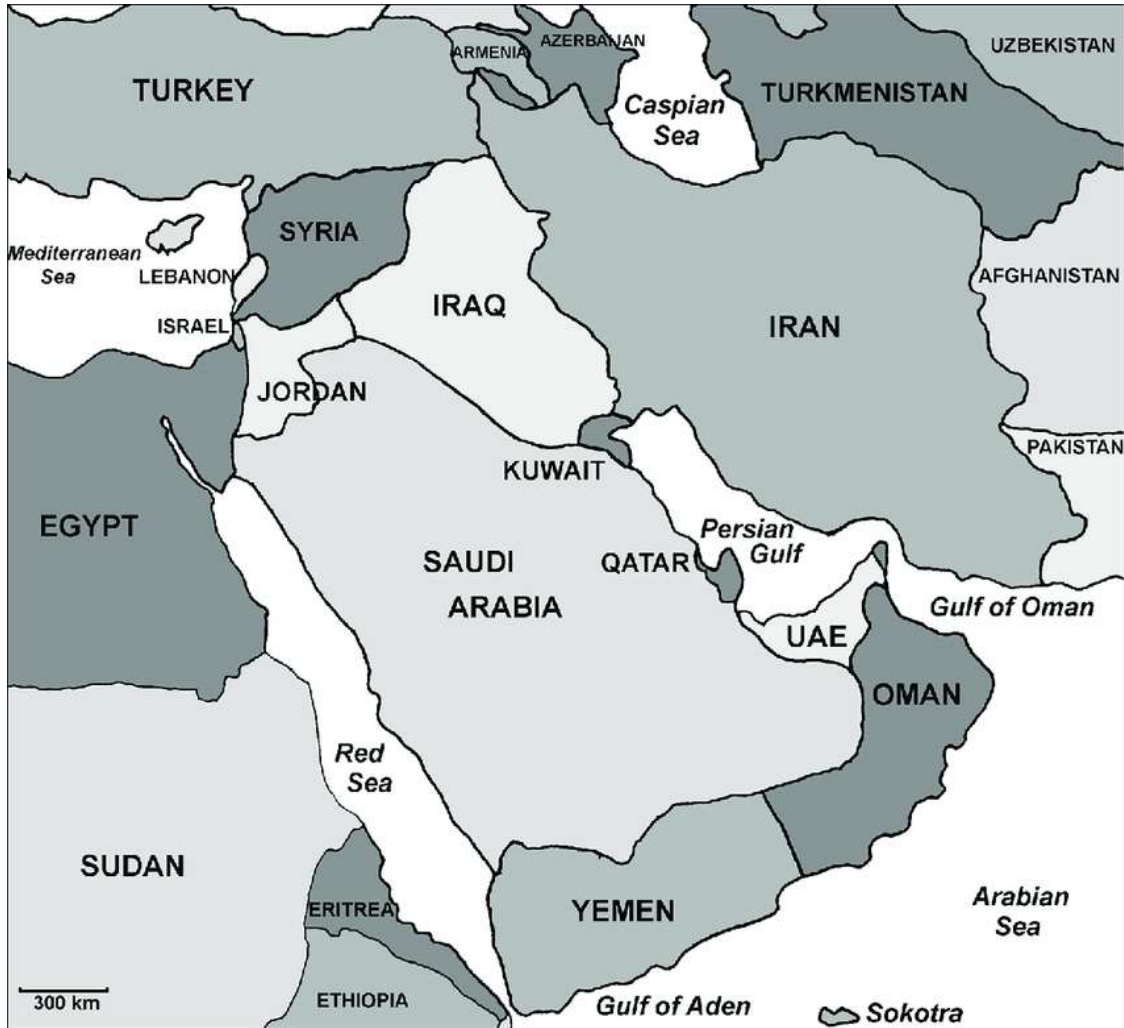 AZERBAIJAN
UZBEKISTAN
ARMENIA
TURKEY
TURKMENISTAN
Caspian
Sea
SYRIA
Mediterranean
Sea
LEBANON
AFGHANISTAN
IRAQ
ISRAEL
IRAN
JORDAN
PAKISTAN
KUWAIT
EGYPT
Persian
Gulf
SAUDI
ARABIA
QATAR
Gulf of Oman
UAE
OMAN
Red
Sea
SUDAN
ERITREA
YEMEN
Arabian
Sea
300 km
ETHIOPIA
Gulf of Aden
Sokotra